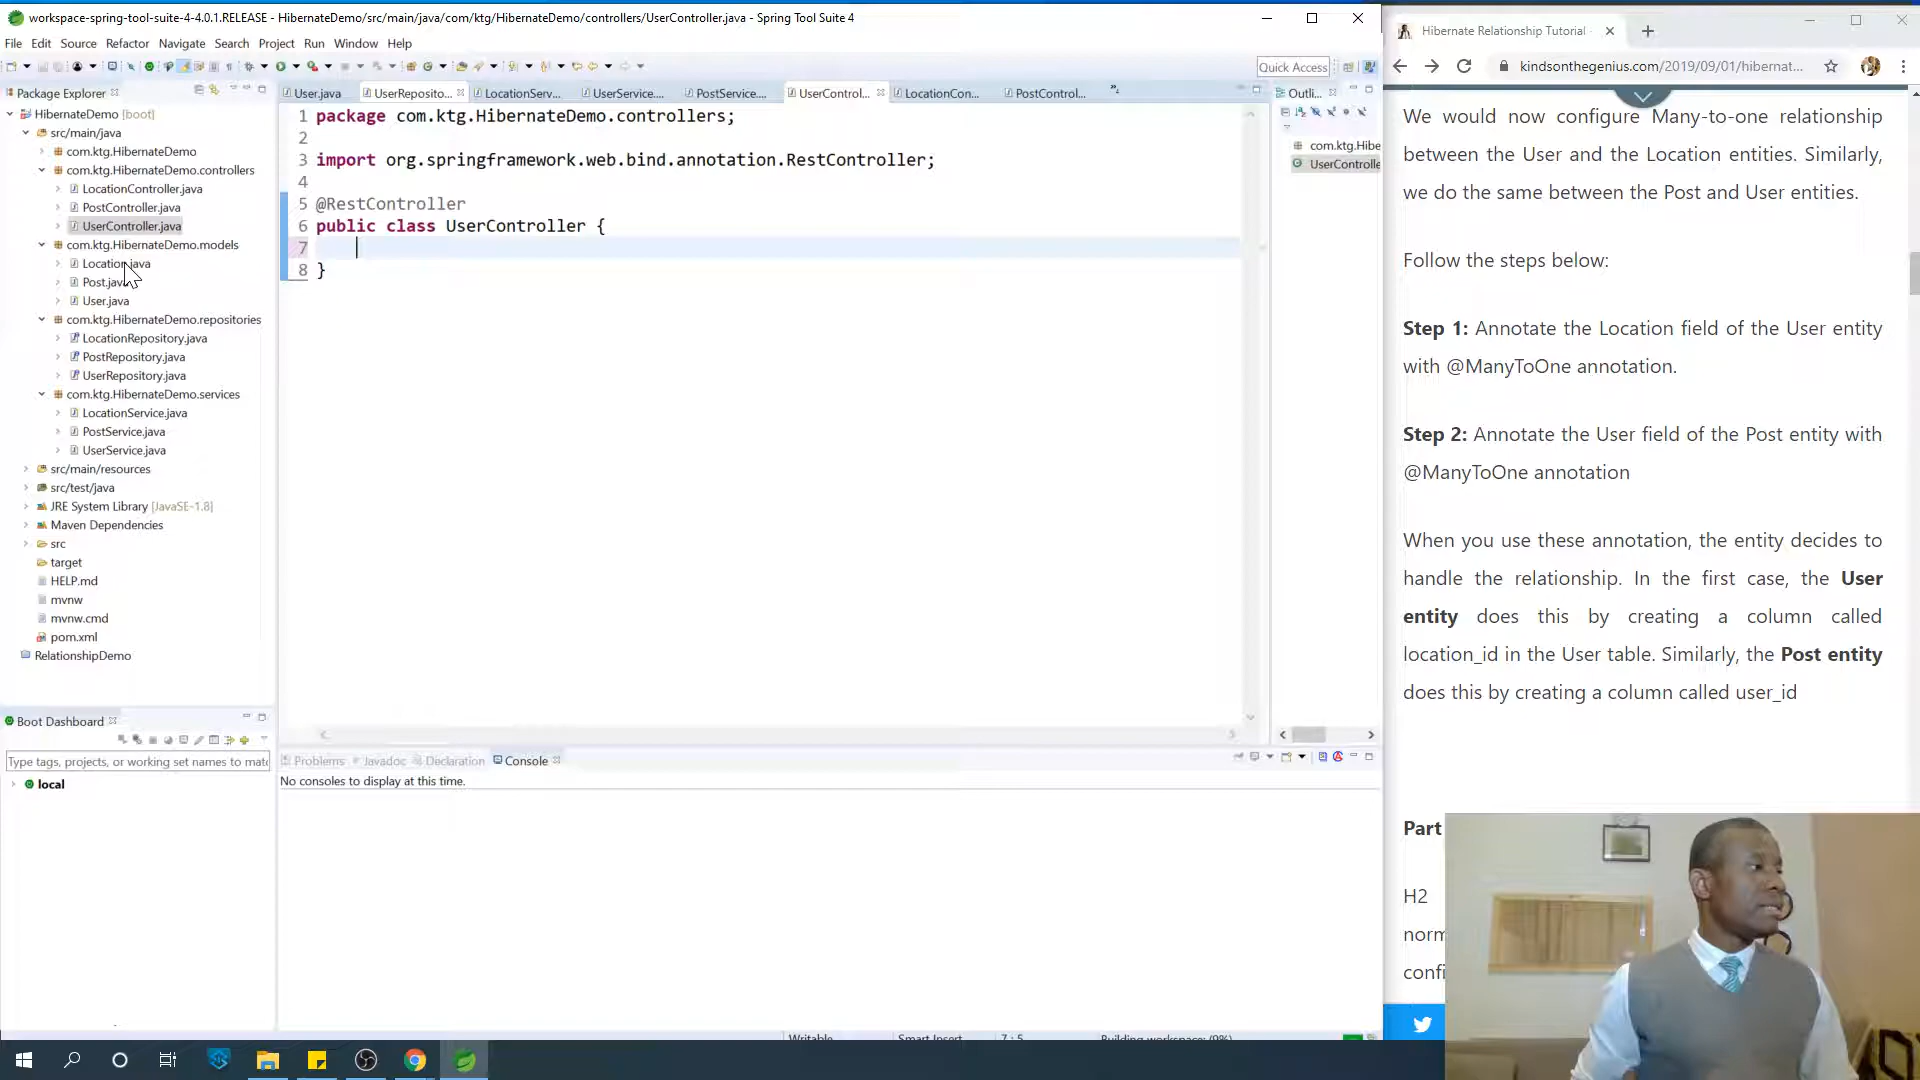 workspace-spring-tool-suite-4-4.0.1.RELEASE - HibernateDemo/src/main/java/com/ktg/HibernateDemo/controllers/UserController.java - Spring Tool Suite 4
File Edit Source Refactor Navigate Search Project Run Window Help
Quick Access
Package Explorer
HibernateDemo [boot]
src/main/java
com.ktg.HibernateDemo
com.ktg.HibernateDemo.controllers
LocationController.java
PostController.java
UserController.java
com.ktg.HibernateDemo.models
Location.java
Post.java
User.java
com.ktg.HibernateDemo.repositories
LocationRepository.java
PostRepository.java
UserRepository.java
com.ktg.HibernateDemo.services
LocationService.java
PostService.java
UserService.java
src/main/resources
src/test/java
JRE System Library [JavaSE-1.8]
Maven Dependencies
src
target
HELP.md
mvnw
mvnw.cmd
pom.xml
RelationshipDemo
Boot Dashboard
Type tags, projects, or working set names to mat
local
User.java UserReposito... LocationServ... UserService.... PostService.... UserControl... LocationCon... PostControl...
1 package com.ktg.HibernateDemo.controllers;
2
3 import org.springframework.web.bind.annotation.RestController;
4
5 @RestController
6 public class UserController {
7
8 }
Outli...
com.ktg.Hibe
UserControlle
Problems Javadoc Declaration Console
No consoles to display at this time.
Writable Smart Insert 7 : 5 Building workspace: (9%)
Hibernate Relationship Tutorial
kindsonthegenius.com/2019/09/01/hibernat...
We would now configure Many-to-one relationship
between the User and the Location entities. Similarly,
we do the same between the Post and User entities.
Follow the steps below:
Step 1: Annotate the Location field of the User entity
with @ManyToOne annotation.
Step 2: Annotate the User field of the Post entity with
@ManyToOne annotation
When you use these annotation, the entity decides to
handle the relationship. In the first case, the User
entity does this by creating a column called
location_id in the User table. Similarly, the Post entity
does this by creating a column called user_id
Part
H2
norm
confi